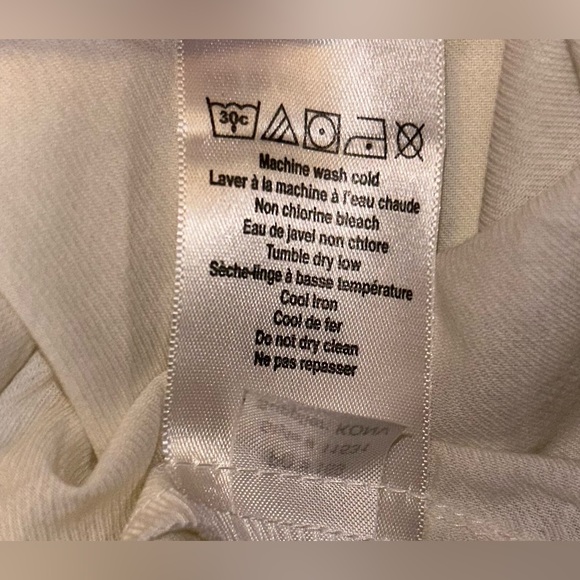 30c
Machine wash cold
Laver à la machine à l'eau chaude
Non chlorine bleach
Eau de javel non chlore
Tumble dry low
Sèche-linge à basse température
Cool Iron
Cool de fer
Do not dry clean
Ne pas repasser